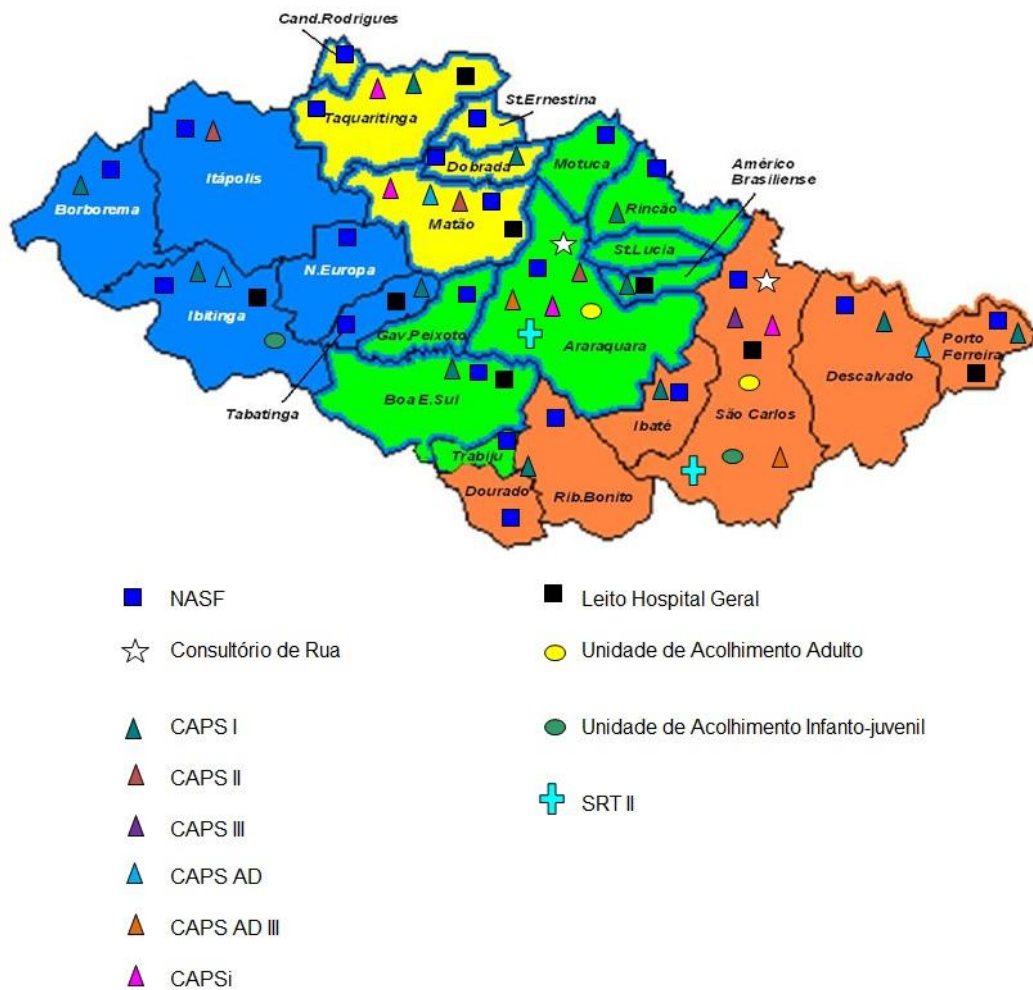 Cand.Rodrigues
St.Ernestina
Taquaritinga
Américo
Brasiliense
Dobrada
Motuca
Itápolis
Rincão
Borborema
Matão
St.Lucia
N.Europa
Ibitinga
Gav.Peixoto
Araraquara
Porto
Ferreira
Descalvado
Tabatinga
Boa E.Sul
Ibaté
São Carlos
Trabiju
Dourado
Rib.Bonito
NASF
Leito Hospital Geral
Consultório de Rua
Unidade de Acolhimento Adulto
CAPS I
Unidade de Acolhimento Infanto-juvenil
CAPS II
SRT II
CAPS III
CAPS AD
CAPS AD III
CAPSi